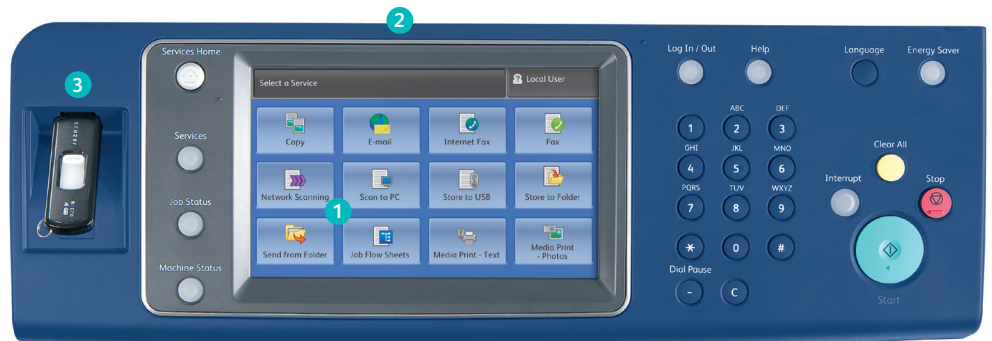 2
3
Services Home
Services
Job Status
Machine Status
Select a Service
Local User
Copy
E-mail
Internet Fax
Fax
Network Scanning
Scan to PC
Store to USB
Store to Folder
1
Send from Folder
Job Flow Sheets
Media Print - Text
Media Print
- Photos
Log In / Out
Help
Language
Energy Saver
ABC
DEF
1
2
3
GHI
JKL
MNO
4
5
6
PQRS
TUV
WXYZ
7
8
9
*
0
#
Dial Pause
-
C
Clear All
Interrupt
Stop
Start
cruzer